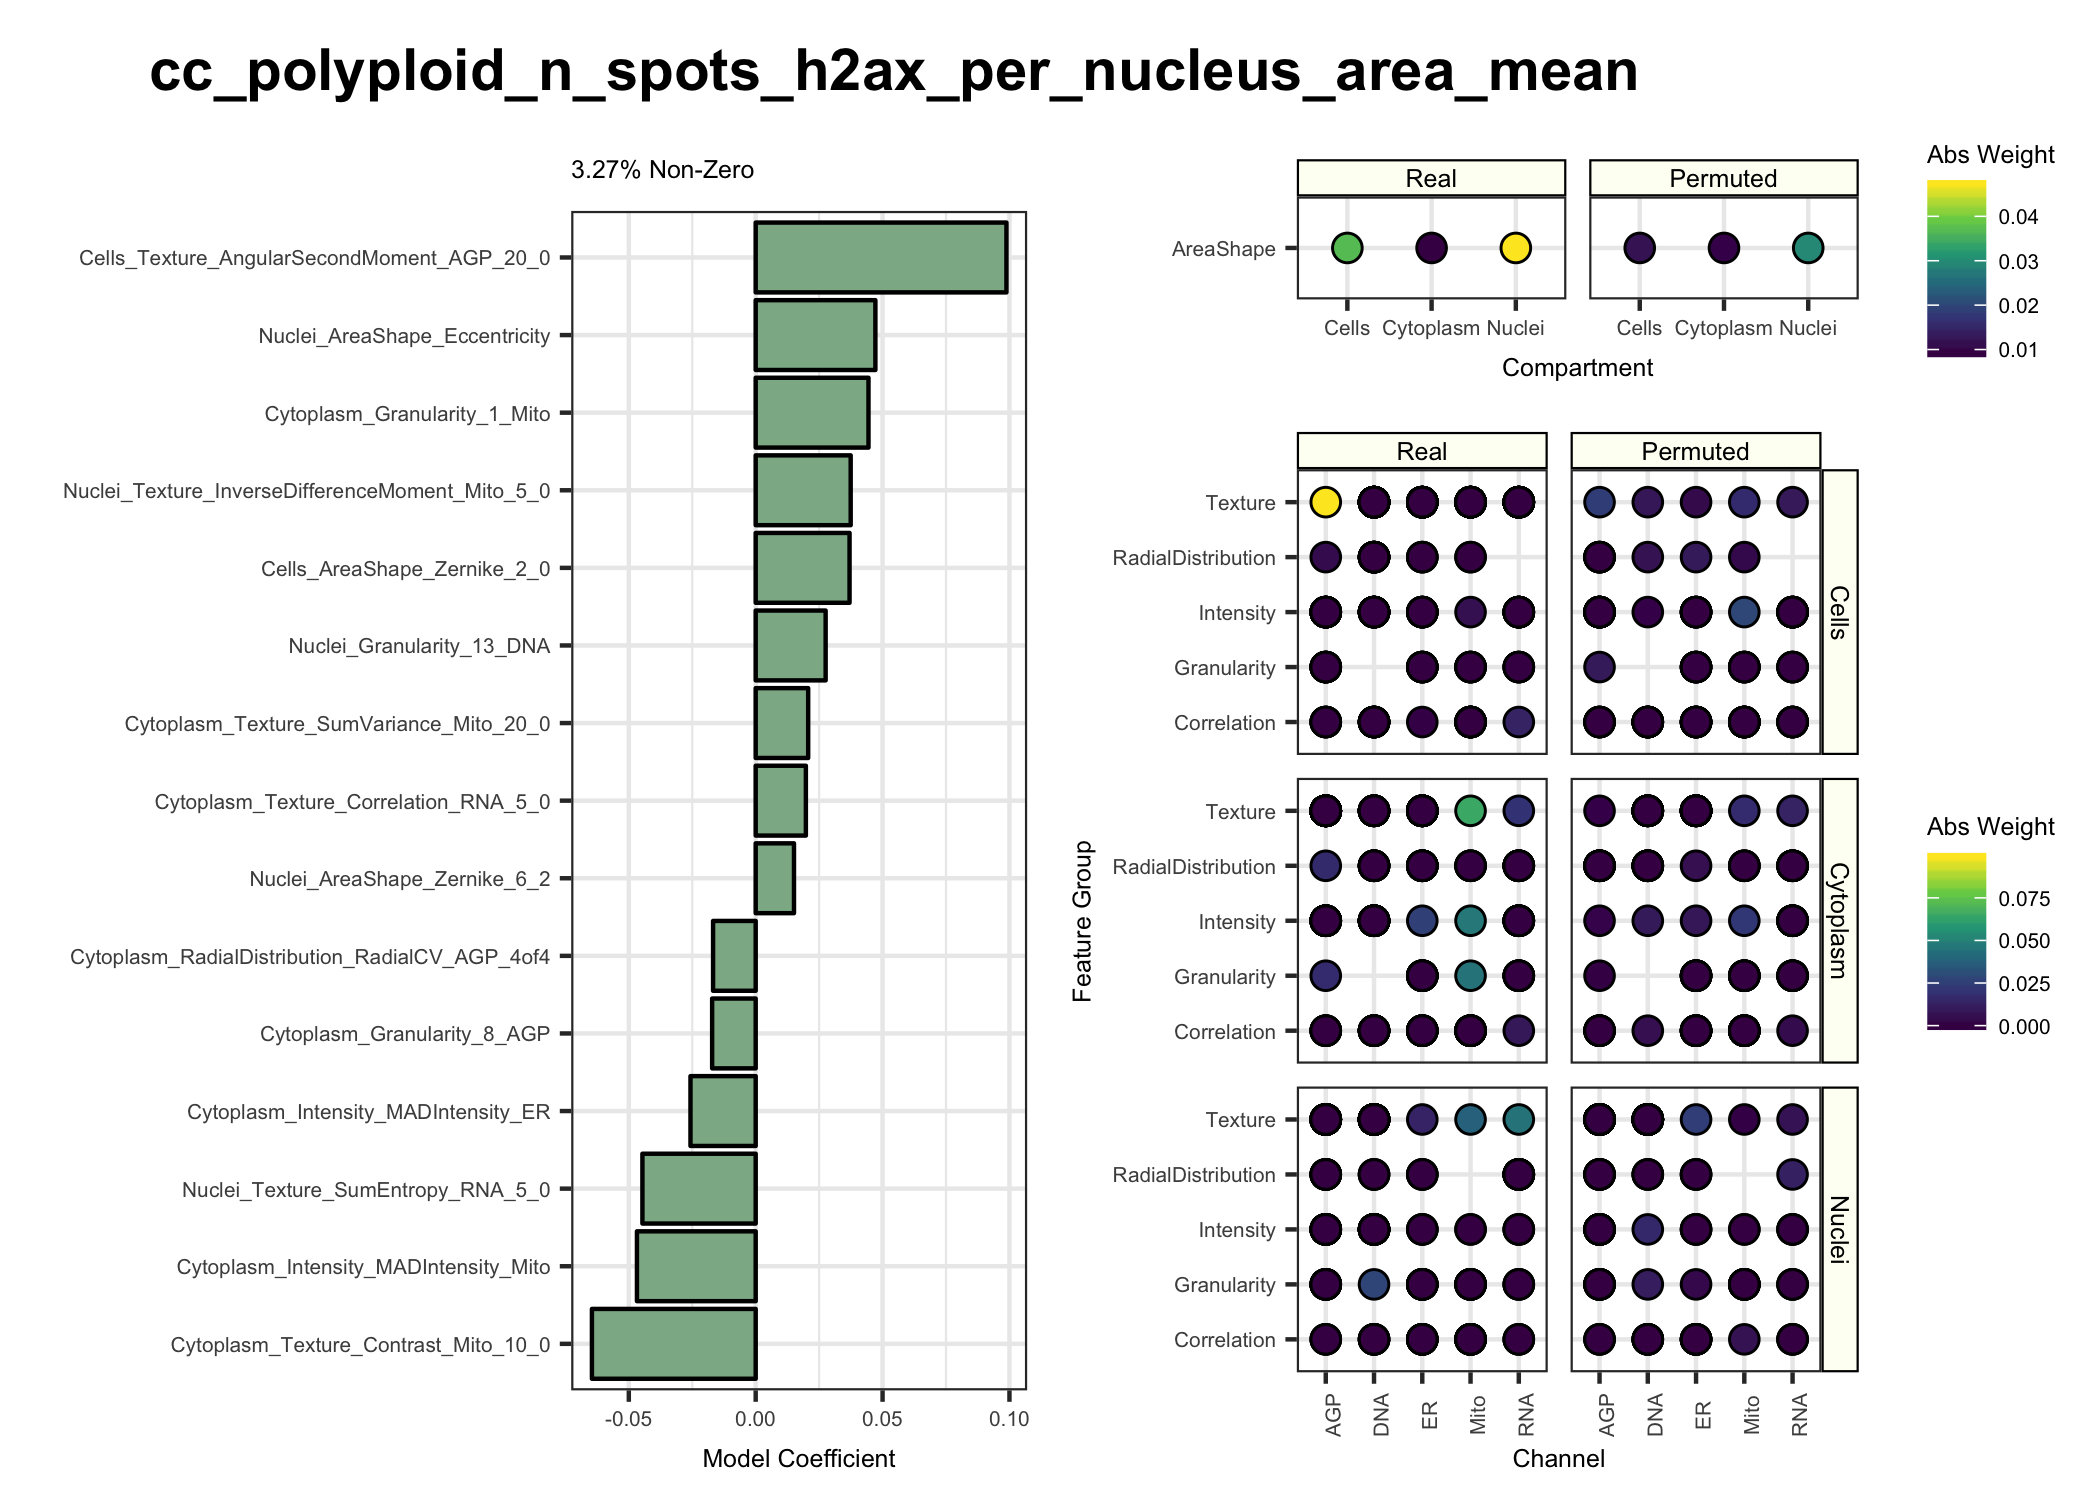 cc_polyploid_n_spots_h2ax_per_nucleus_area_mean
3.27% Non-Zero
Cells_Texture_AngularSecondMoment_AGP_20_0
Nuclei_AreaShape_Eccentricity
Cytoplasm_Granularity_1_Mito
Nuclei_Texture_InverseDifferenceMoment_Mito_5_0
Cells_AreaShape_Zernike_2_0
Nuclei_Granularity_13_DNA
Cytoplasm_Texture_SumVariance_Mito_20_0
Cytoplasm_Texture_Correlation_RNA_5_0
Nuclei_AreaShape_Zernike_6_2
Cytoplasm_RadialDistribution_RadialCV_AGP_4of4
Cytoplasm_Granularity_8_AGP
Cytoplasm_Intensity_MADIntensity_ER
Nuclei_Texture_SumEntropy_RNA_5_0
Cytoplasm_Intensity_MADIntensity_Mito
Cytoplasm_Texture_Contrast_Mito_10_0
-0.05 0.00 0.05 0.10
Model Coefficient
Real Permuted
AreaShape
Cells Cytoplasm Nuclei Cells Cytoplasm Nuclei
Compartment
Abs Weight
0.04
0.03
0.02
0.01
Real Permuted
Feature Group
Texture
RadialDistribution
Intensity
Granularity
Correlation
Cells
Texture
RadialDistribution
Intensity
Granularity
Correlation
Cytoplasm
Texture
RadialDistribution
Intensity
Granularity
Correlation
Nuclei
AGP DNA ER Mito RNA AGP DNA ER Mito RNA
Channel
Abs Weight
0.075
0.050
0.025
0.000